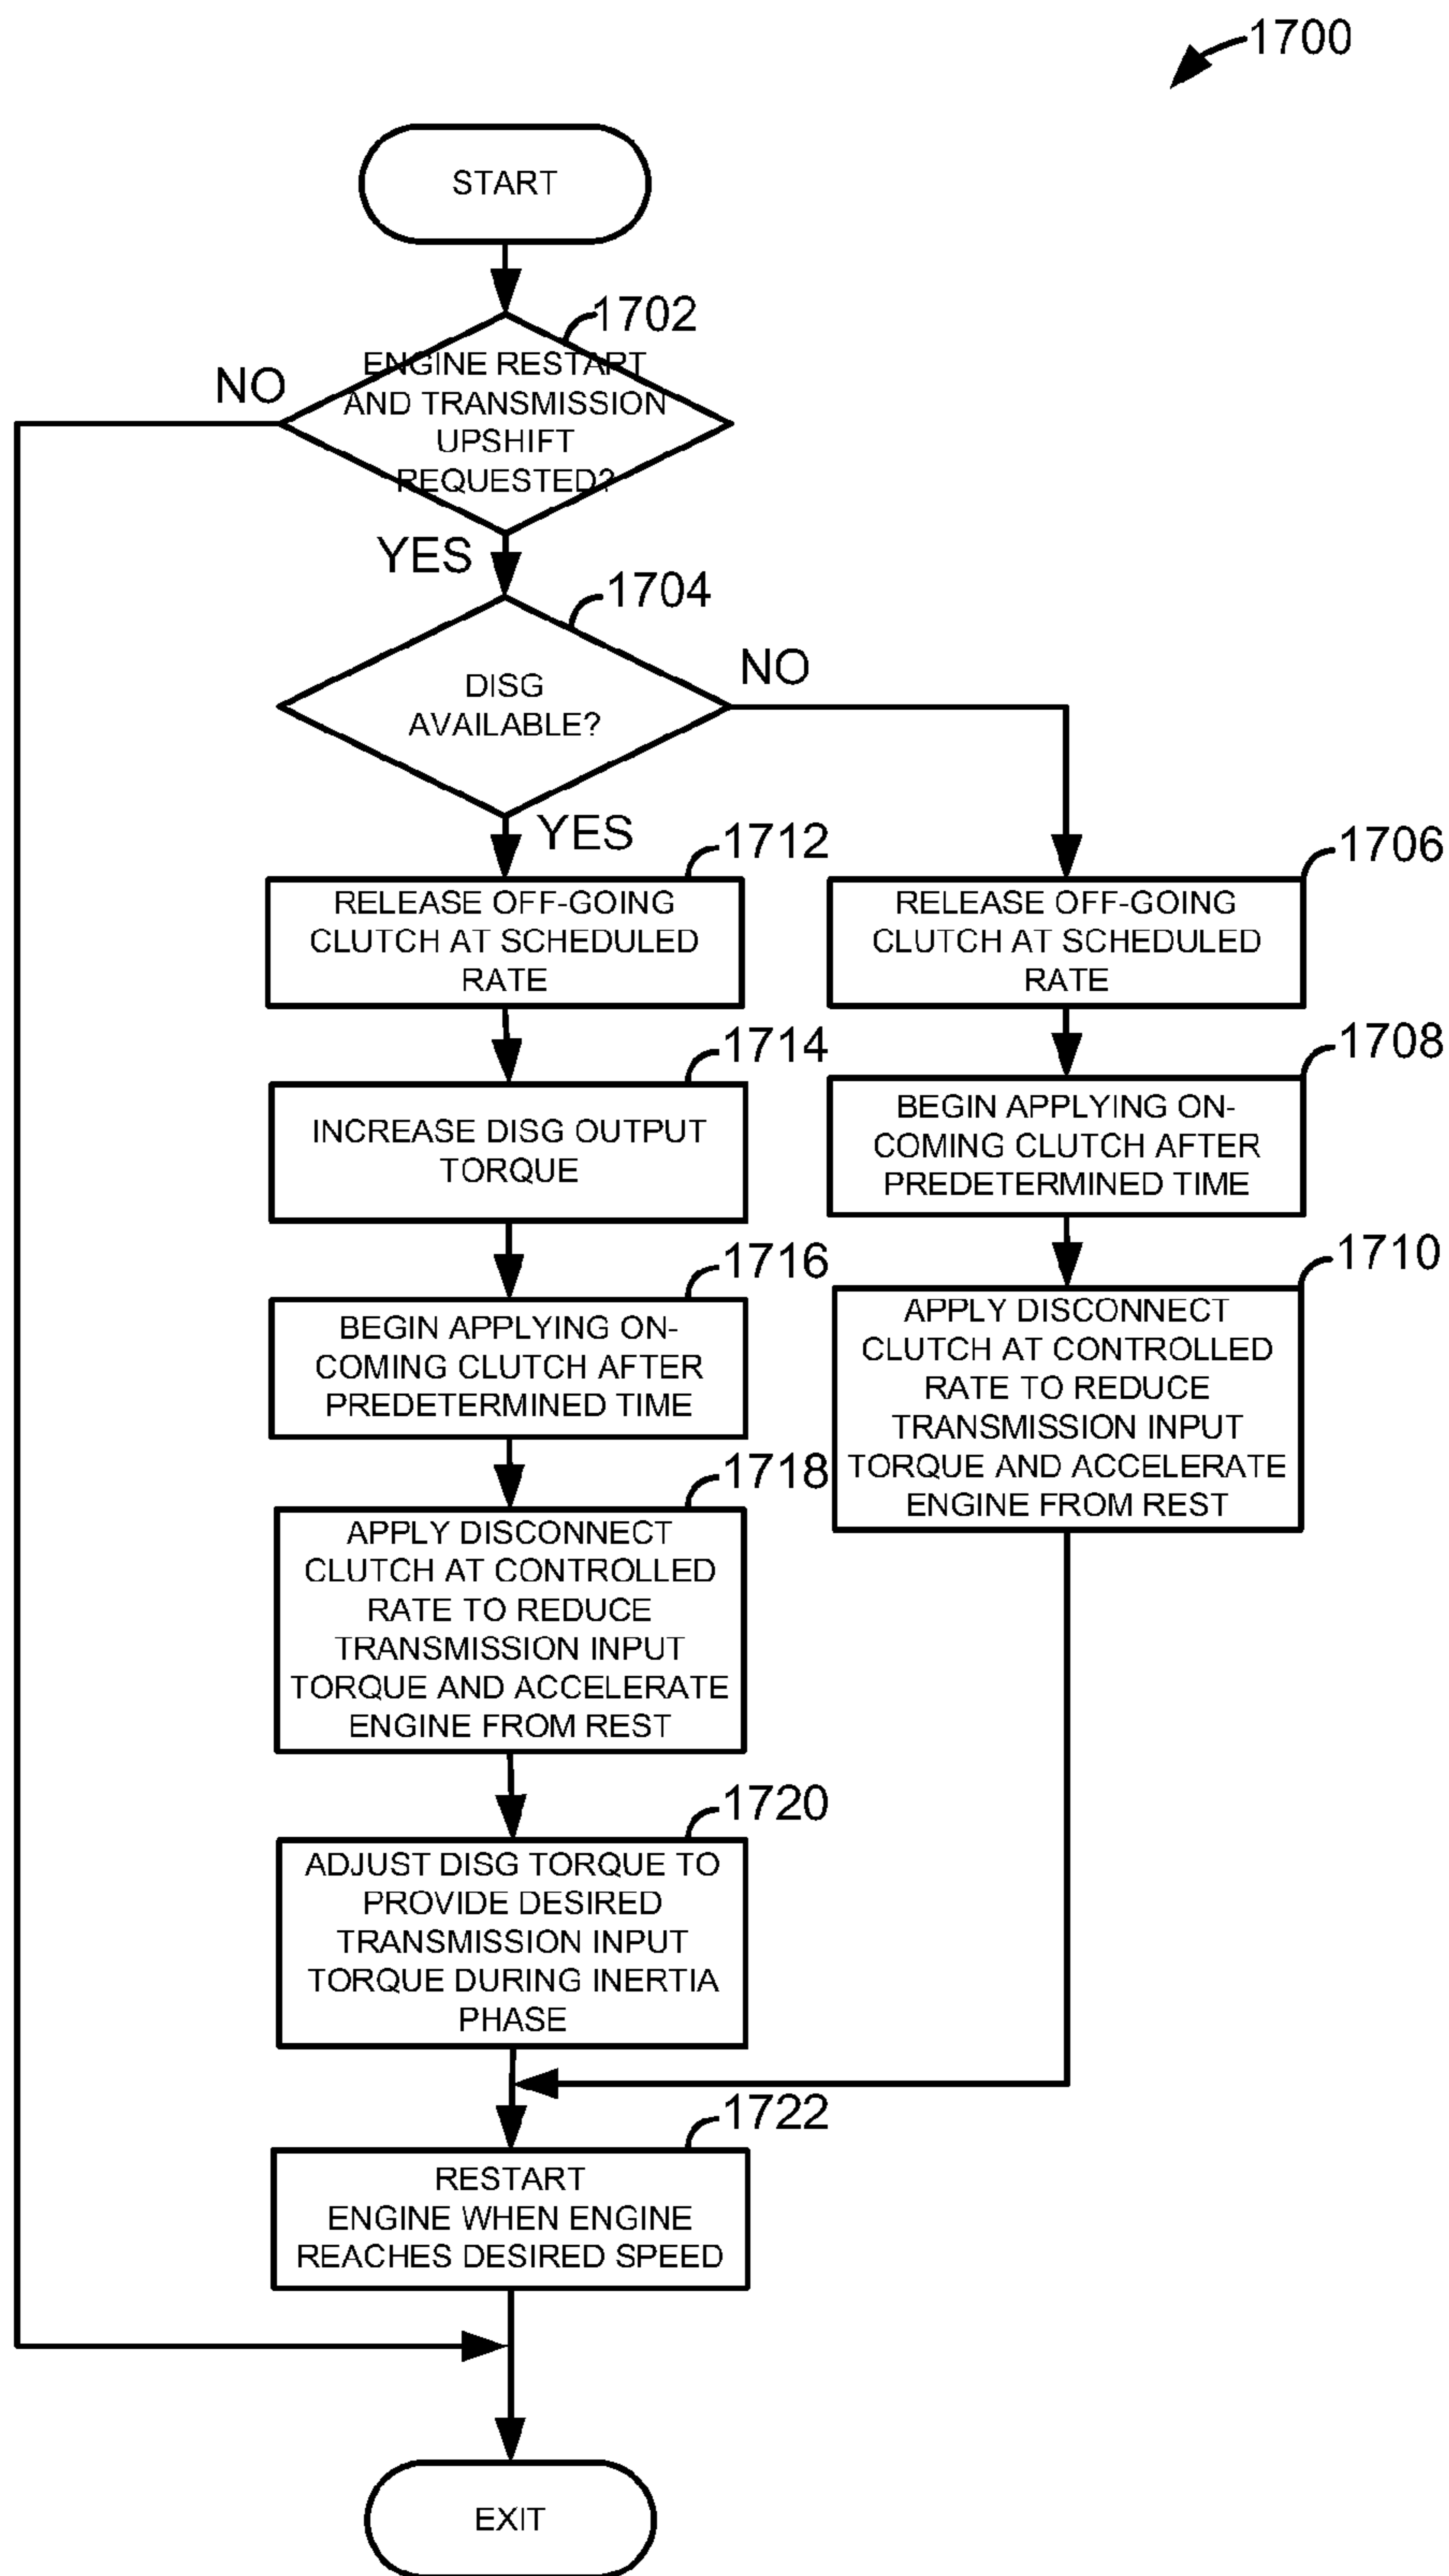 1700
START
1702
ENGINE RESTART
AND TRANSMISSION
UPSHIFT
REQUESTED?
NO
YES
1704
DISG
AVAILABLE?
NO
YES
1712
RELEASE OFF-GOING
CLUTCH AT SCHEDULED
RATE
1706
RELEASE OFF-GOING
CLUTCH AT SCHEDULED
RATE
1714
INCREASE DISG OUTPUT
TORQUE
1708
BEGIN APPLYING ON-
COMING CLUTCH AFTER
PREDETERMINED TIME
1716
BEGIN APPLYING ON-
COMING CLUTCH AFTER
PREDETERMINED TIME
1710
APPLY DISCONNECT
CLUTCH AT CONTROLLED
RATE TO REDUCE
TRANSMISSION INPUT
TORQUE AND ACCELERATE
ENGINE FROM REST
1718
APPLY DISCONNECT
CLUTCH AT CONTROLLED
RATE TO REDUCE
TRANSMISSION INPUT
TORQUE AND ACCELERATE
ENGINE FROM REST
1720
ADJUST DISG TORQUE TO
PROVIDE DESIRED
TRANSMISSION INPUT
TORQUE DURING INERTIA
PHASE
1722
RESTART
ENGINE WHEN ENGINE
REACHES DESIRED SPEED
EXIT